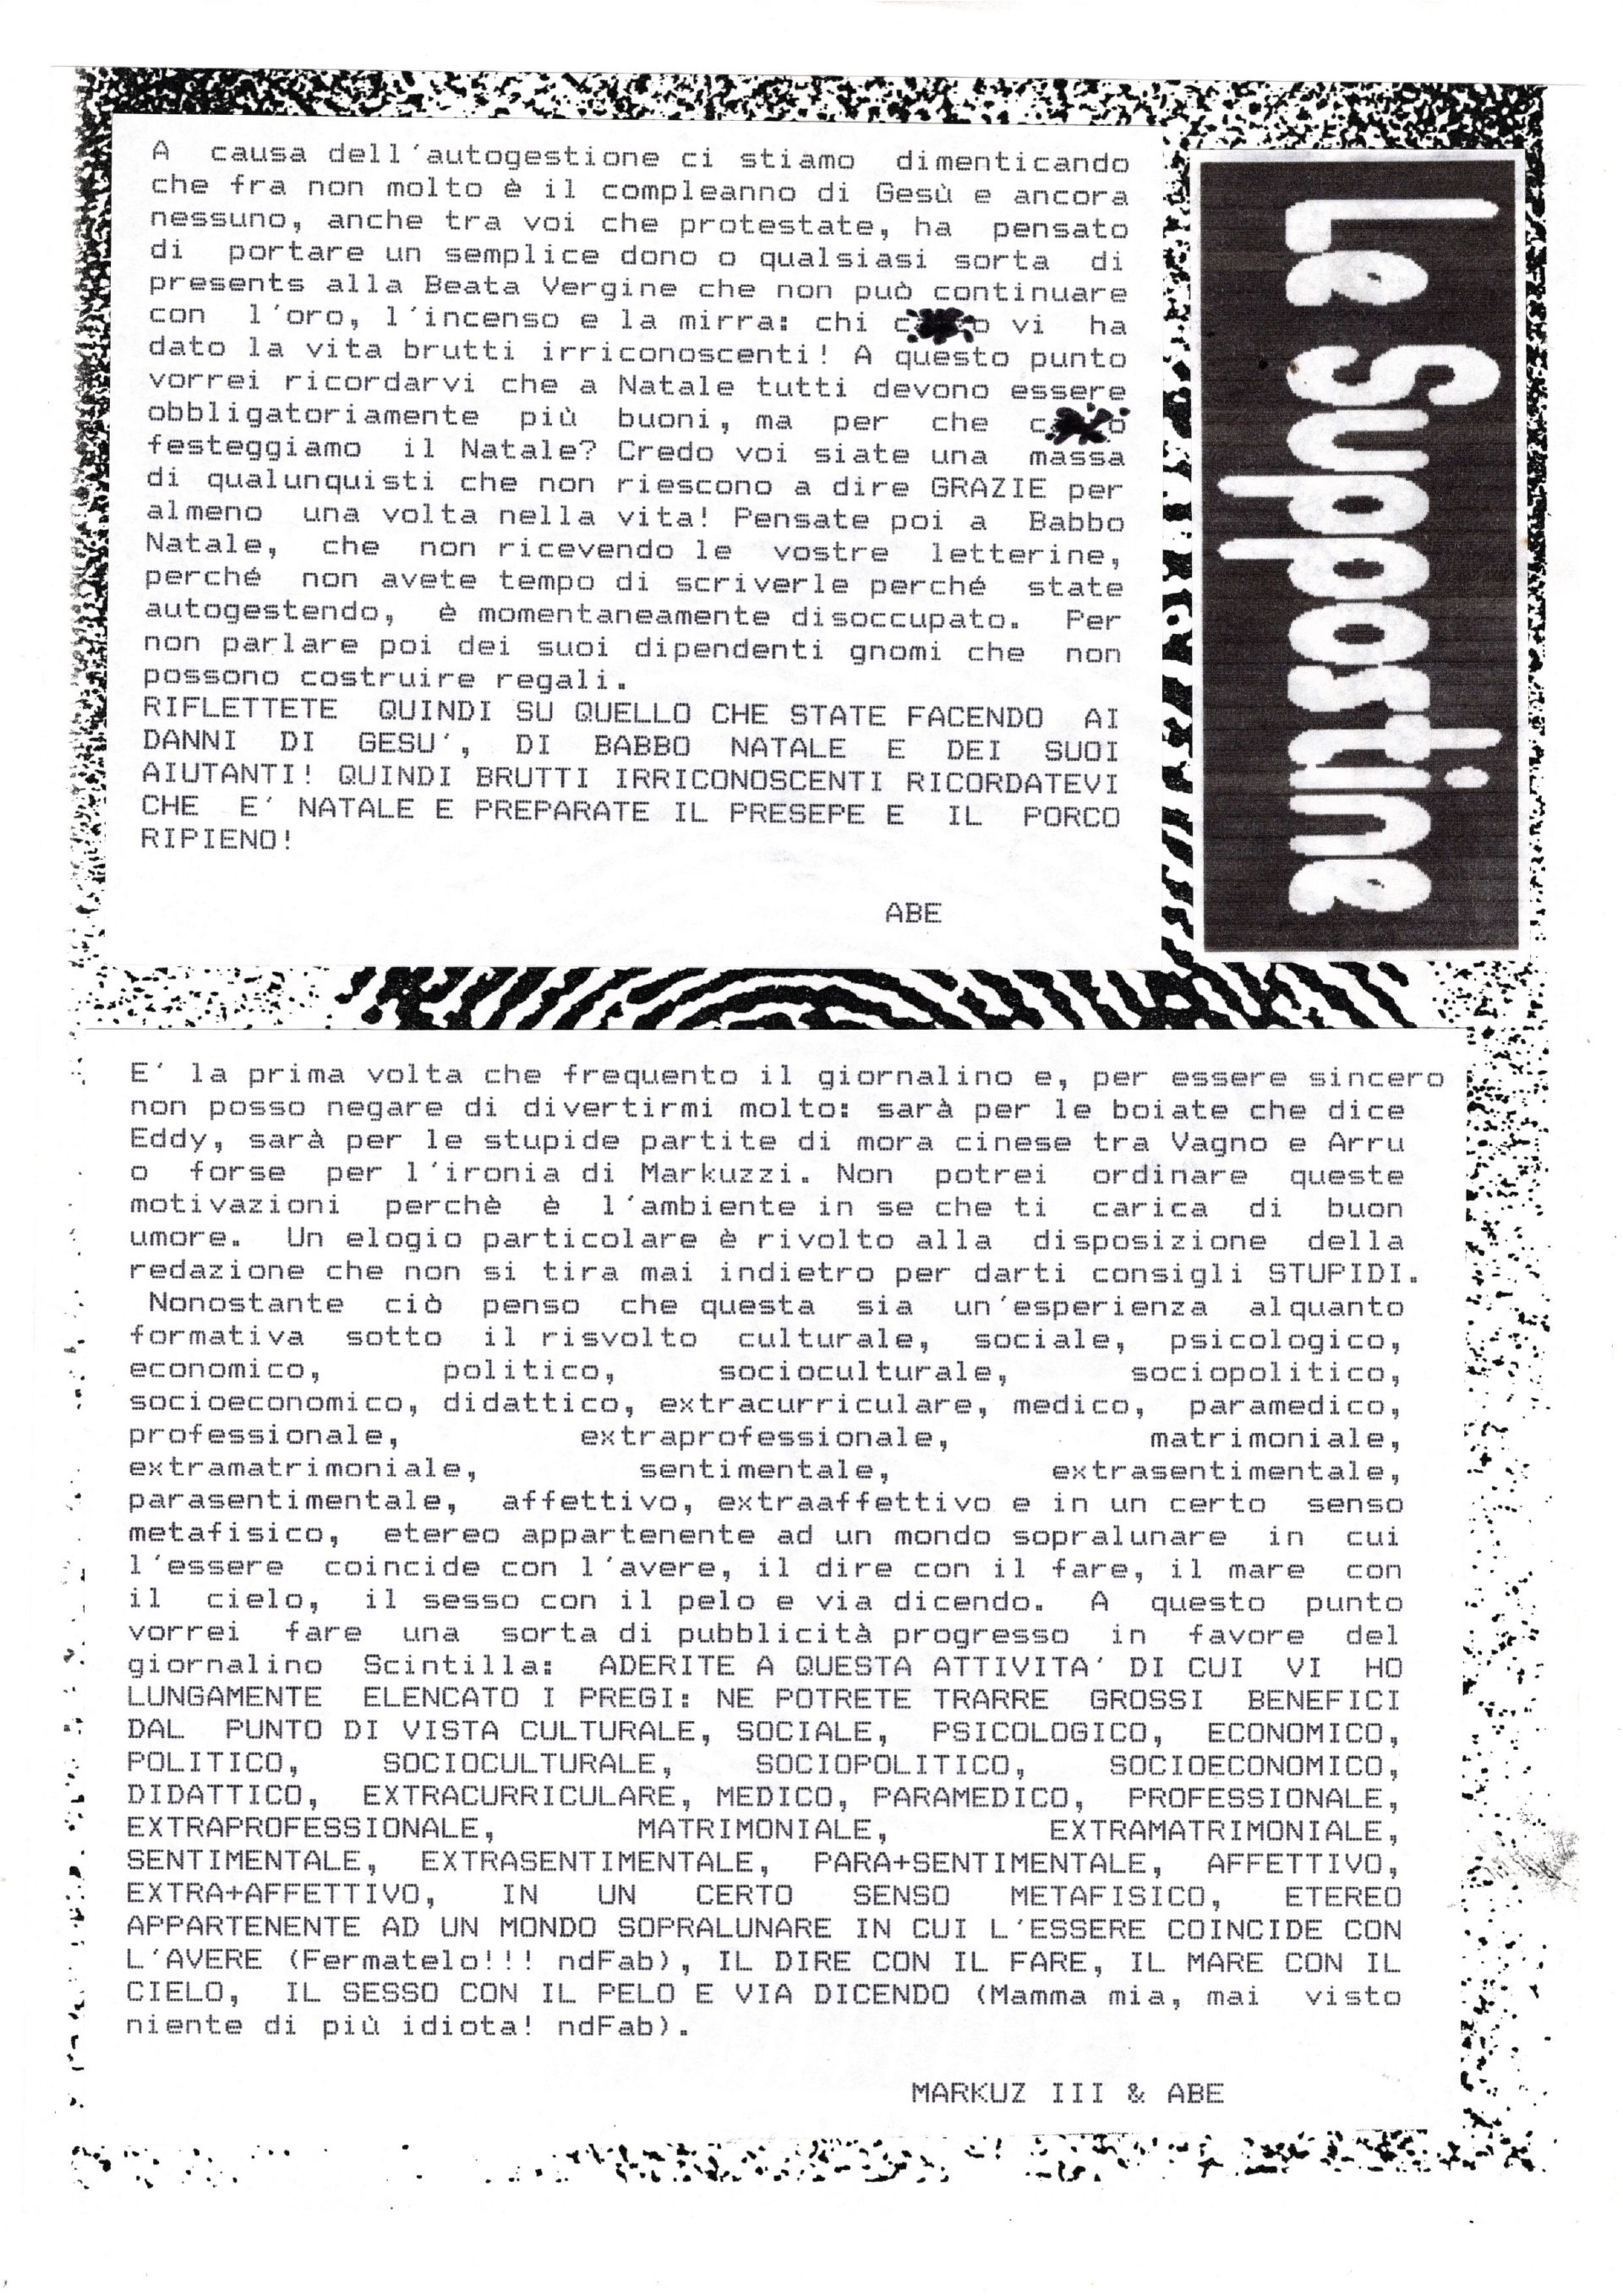 Le SupposTine
A causa dell'autogestione ci stiamo dimenticando
che fra non molto è il compleanno di Gesù e ancora
nessuno, anche tra voi che protestate, ha pensato
di portare un semplice dono o qualsiasi sorta di
presents alla Beata Vergine che non può continuare
con l'oro, l'incenso e la mirra: chi vi ha
dato la vita brutti irriconoscenti! A questo punto
vorrei ricordarvi che a Natale tutti devono essere
obbligatoriamente più buoni, ma per che
festeggiamo il Natale? Credo voi siate una massa
di qualunquisti che non riescono a dire GRAZIE per
almeno una volta nella vita! Pensate poi a Babbo
Natale, che non ricevendo le vostre letterine,
perché non avete tempo di scriverle perché state
autogestendo, è momentaneamente disoccupato. Per
non parlare poi dei suoi dipendenti gnomi che non
possono costruire regali.
RIFLETTETE QUINDI SU QUELLO CHE STATE FACENDO AI
DANNI DI GESU', DI BABBO NATALE E DEI SUOI
AIUTANTI! QUINDI BRUTTI IRRICONOSCENTI RICORDATEVI
CHE E' NATALE E PREPARATE IL PRESEPE E IL PORCO
RIPIENO!
ABE
E' la prima volta che frequento il giornalino e, per essere sincero
non posso negare di divertirmi molto: sarà per le boiate che dice
Eddy, sarà per le stupide partite di mora cinese tra Vagno e Arru
o forse per l'ironia di Markuzzi. Non potrei ordinare queste
motivazioni perchè è l'ambiente in se che ti carica di buon
umore. Un elogio particolare è rivolto alla disposizione della
redazione che non si tira mai indietro per darti consigli STUPIDI.
Nonostante ciò penso che questa sia un'esperienza alquanto
formativa sotto il risvolto culturale, sociale, psicologico,
economico, politico, socioculturale, sociopolitico,
socioeconomico, didattico, extracurriculare, medico, paramedico,
professionale, extraprofessionale, matrimoniale,
extramatrimoniale, sentimentale, extrasentimentale,
parasentimentale, affettivo, extraaffettivo e in un certo senso
metafisico, etereo appartenente ad un mondo sopralunare in cui
l'essere coincide con l'avere, il dire con il fare, il mare con
il cielo, il sesso con il pelo e via dicendo. A questo punto
vorrei fare una sorta di pubblicità progresso in favore del
giornalino Scintilla: ADERITE A QUESTA ATTIVITA' DI CUI VI HO
LUNGAMENTE ELENCATO I PREGI: NE POTRETE TRARRE GROSSI BENEFICI
DAL PUNTO DI VISTA CULTURALE, SOCIALE, PSICOLOGICO, ECONOMICO,
POLITICO, SOCIOCULTURALE, SOCIOPOLITICO, SOCIOECONOMICO,
DIDATTICO, EXTRACURRICULARE, MEDICO, PARAMEDICO, PROFESSIONALE,
EXTRAPROFESSIONALE, MATRIMONIALE, EXTRAMATRIMONIALE,
SENTIMENTALE, EXTRASENTIMENTALE, PARA+SENTIMENTALE, AFFETTIVO,
EXTRA+AFFETTIVO, IN UN CERTO SENSO METAFISICO, ETEREO
APPARTENENTE AD UN MONDO SOPRALUNARE IN CUI L'ESSERE COINCIDE CON
L'AVERE (Fermatelo!!! ndFab), IL DIRE CON IL FARE, IL MARE CON IL
CIELO, IL SESSO CON IL PELO E VIA DICENDO (Mamma mia, mai visto
niente di più idiota! ndFab).
MARKUZ III & ABE